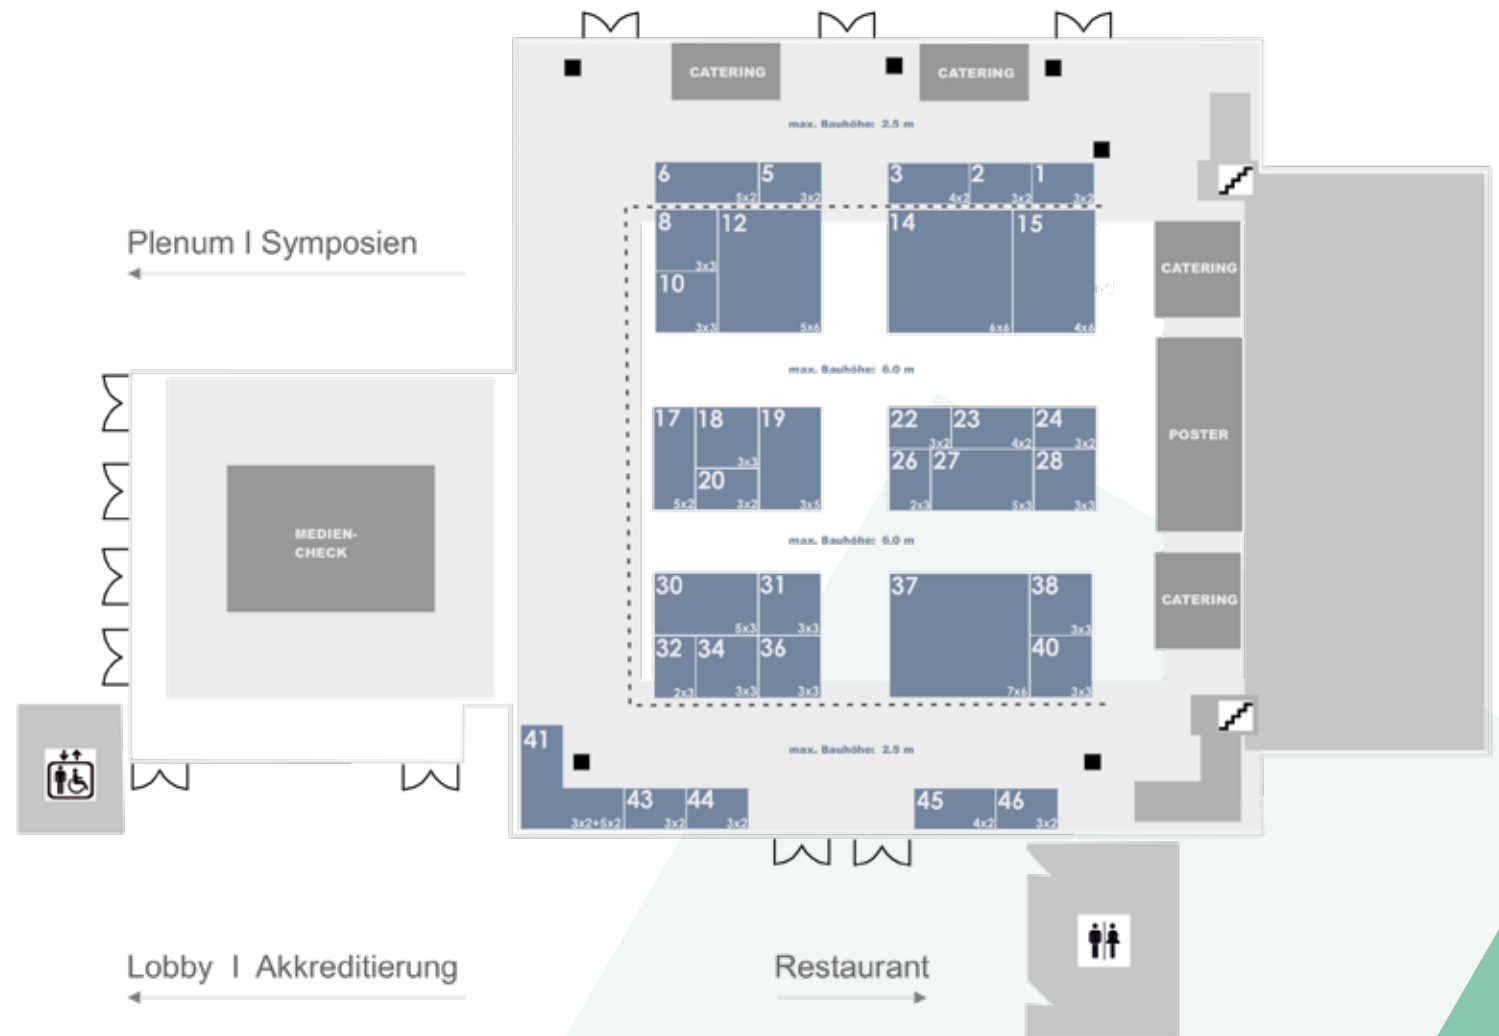 CATERING
CATERING
max. Bauhöhe: 2.5 m
6
5x2
5
3x2
3
4x2
2
3x2
1
3x2
8
3x3
12
5x6
10
3x3
14
6x6
15
4x6
Plenum I Symposien
CATERING
max. Bauhöhe: 6.0 m
17
5x2
18
3x3
19
3x5
20
3x2
22
3x2
23
4x2
24
3x2
26
2x3
27
5x3
28
3x3
POSTER
MEDIEN-
CHECK
max. Bauhöhe: 6.0 m
30
5x3
31
3x3
32
2x3
34
3x3
36
3x3
37
7x6
38
3x3
40
3x3
CATERING
max. Bauhöhe: 2.5 m
41
3x2+5x2
43
3x2
44
3x2
45
4x2
46
3x2
Lobby I Akkreditierung
Restaurant